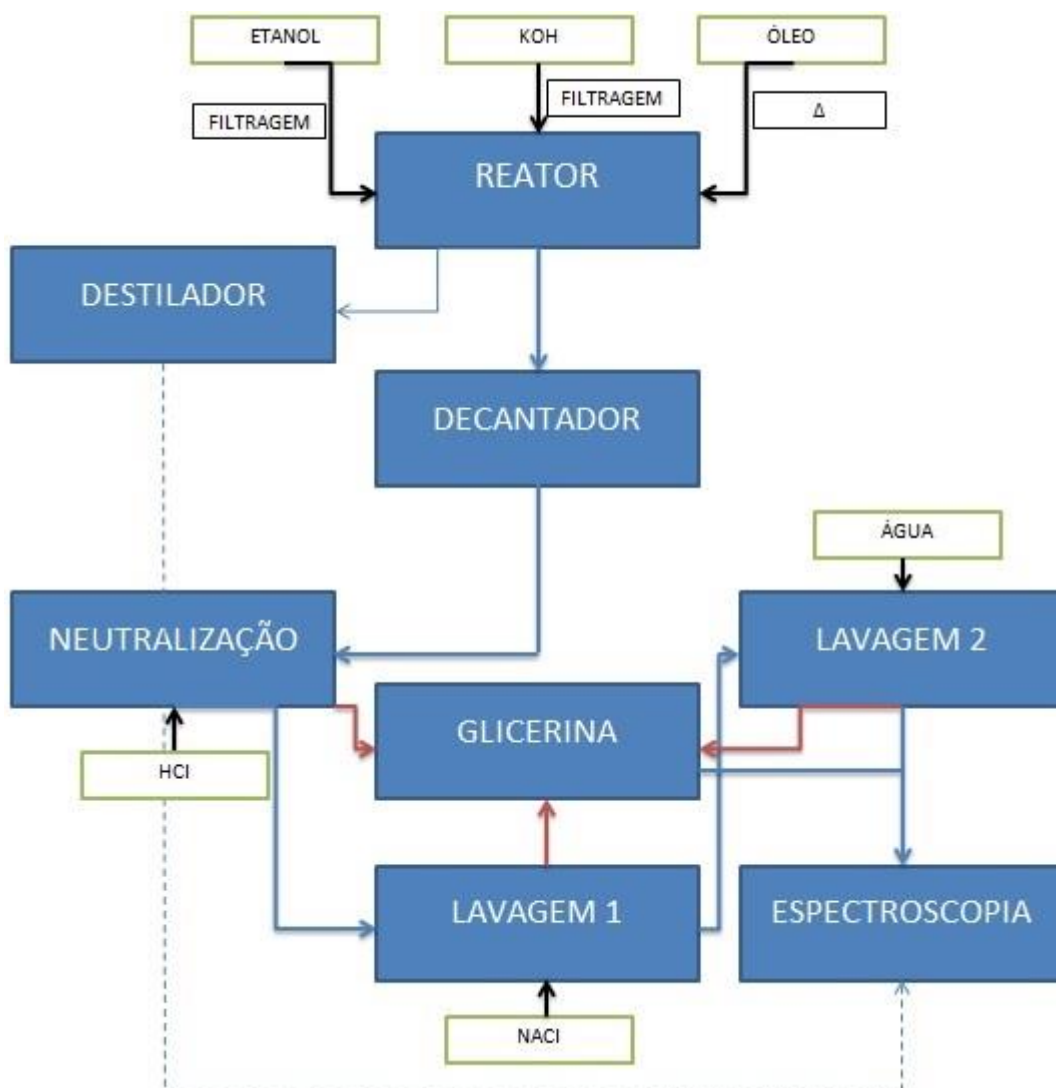 ETANOL
KOH
ÓLEO
FILTRAGEM
FILTRAGEM
Δ
REATOR
DESTILADOR
DECANTADOR
ÁGUA
NEUTRALIZAÇÃO
LAVAGEM 2
GLICERINA
HCl
LAVAGEM 1
ESPECTROSCOPIA
NACl